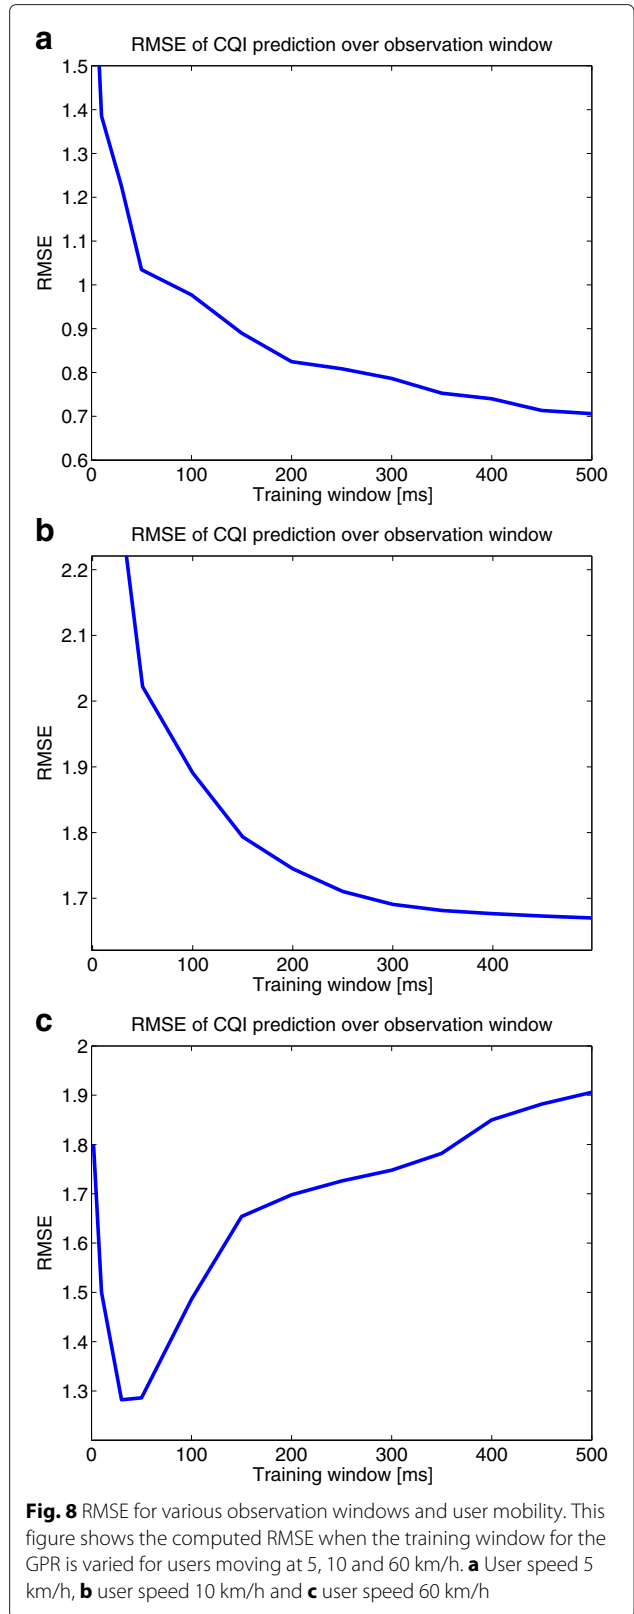 a
RMSE of CQI prediction over observation window
1.5
1.4
1.3
1.2
1.1
1
0.9
0.8
0.7
0.6
RMSE
0 100 200 300 400 500
Training window [ms]
b
RMSE of CQI prediction over observation window
2.2
2.1
2
1.9
1.8
1.7
RMSE
0 100 200 300 400
Training window [ms]
c
RMSE of CQI prediction over observation window
2
1.9
1.8
1.7
1.6
1.5
1.4
1.3
RMSE
0 100 200 300 400 500
Training window [ms]
Fig. 8 RMSE for various observation windows and user mobility. This
figure shows the computed RMSE when the training window for the
GPR is varied for users moving at 5, 10 and 60 km/h. a User speed 5
km/h, b user speed 10 km/h and c user speed 60 km/h